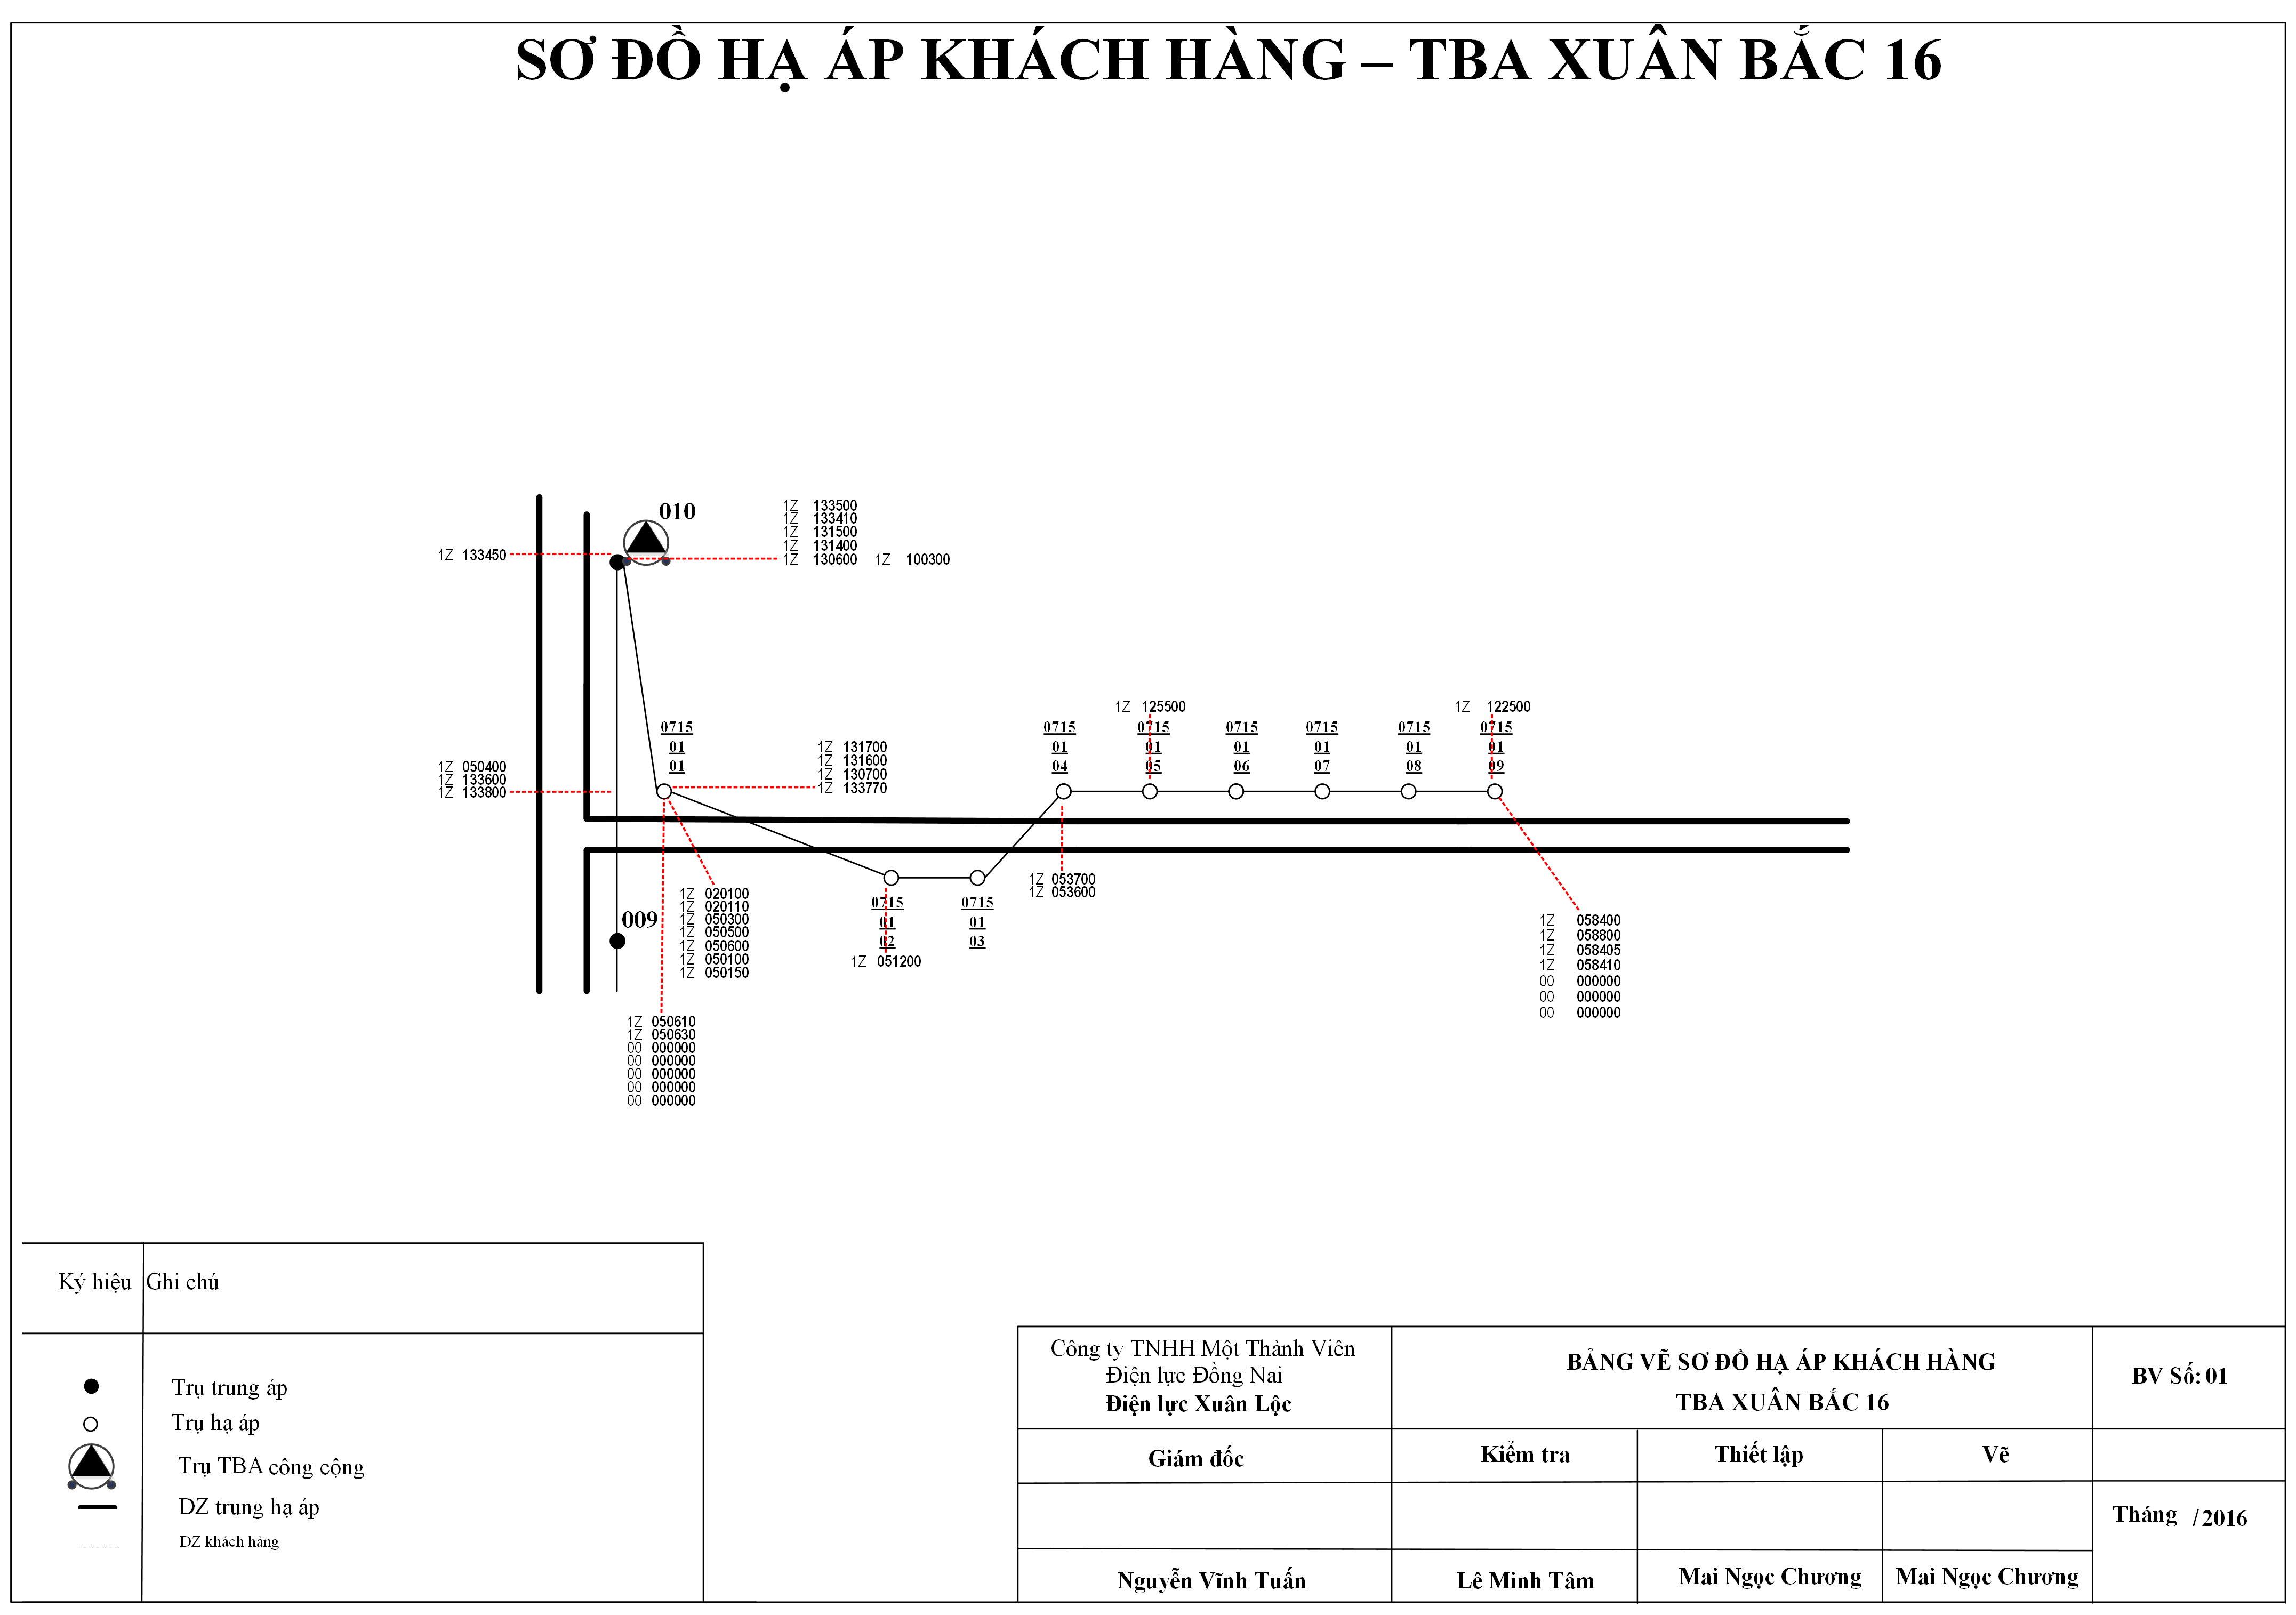 SƠ ĐỒ HẠ ÁP KHÁCH HÀNG – TBA XUÂN BẮC 16
010
1Z 133500
1Z 133410
1Z 131500
1Z 131400
1Z 130600 1Z 100300
1Z 133450
1Z 125500
1Z 122500
0715
01
01
1Z 131700
1Z 131600
1Z 130700
1Z 133770
0715
01
04
0715
01
05
0715
01
06
0715
01
07
0715
01
08
0715
01
09
1Z 050400
1Z 133600
1Z 133800
009
1Z 020100
1Z 020110
1Z 050300
1Z 050500
1Z 050600
1Z 050100
1Z 050150
0715
01
02
1Z 051200
0715
01
03
1Z 053700
1Z 053600
1Z 058400
1Z 058800
1Z 058405
1Z 058410
00 000000
00 000000
00 000000
1Z 050610
1Z 050630
00 000000
00 000000
00 000000
00 000000
00 000000
Ký hiệu Ghi chú
Trụ trung áp
Trụ hạ áp
Trụ TBA công cộng
DZ trung hạ áp
DZ khách hàng
Công ty TNHH Một Thành Viên
Điện lực Đồng Nai
Điện lực Xuân Lộc
BẢNG VẼ SƠ ĐỒ HẠ ÁP KHÁCH HÀNG
TBA XUÂN BẮC 16
BV Số: 01
Giám đốc Kiểm tra Thiết lập Vẽ
Tháng /2016
Nguyễn Vĩnh Tuấn Lê Minh Tâm Mai Ngọc Chương Mai Ngọc Chương